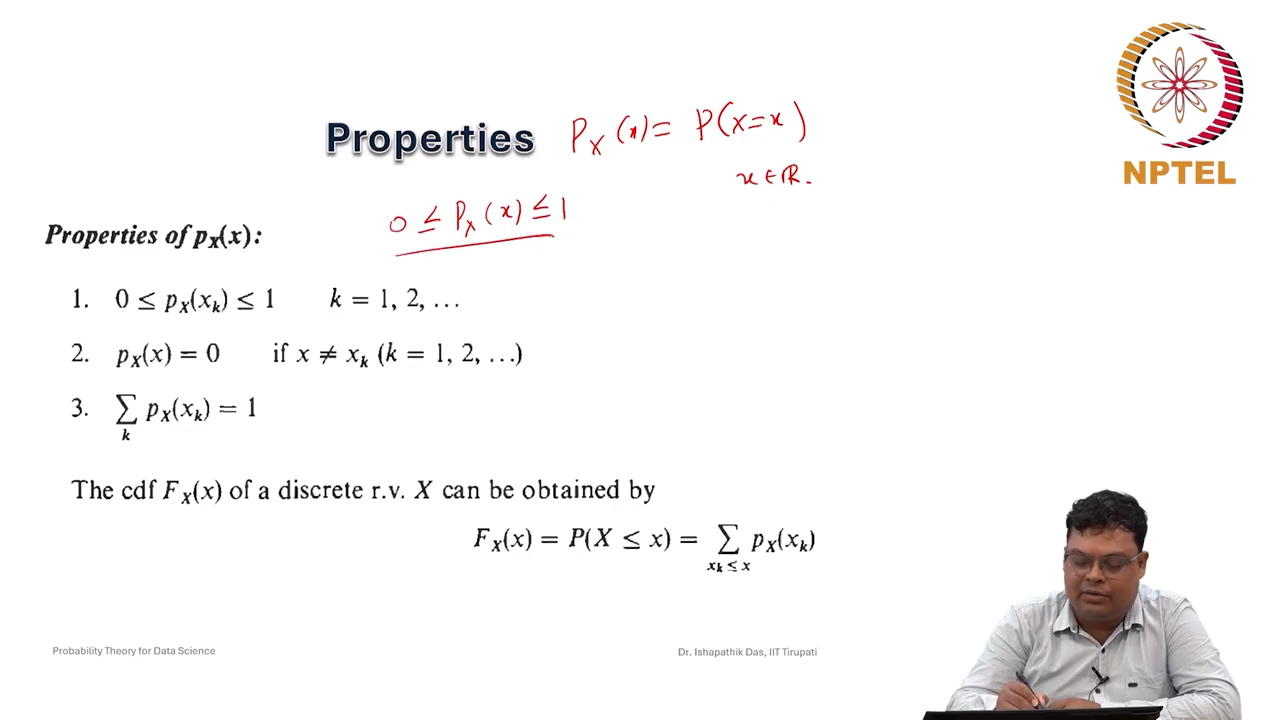 Properties P_X (x) = P(X=x)
x ∈ ℝ.
0 ≤ P_X (x) ≤ 1
NPTEL
Properties of p_X(x):
1. 0 ≤ p_X(x_k) ≤ 1 k = 1, 2, …
2. p_X(x) = 0 if x ≠ x_k (k = 1, 2, …)
3. ∑_k p_X(x_k) = 1
The cdf F_X(x) of a discrete r.v. X can be obtained by
F_X(x) = P(X ≤ x) = ∑_{x_k ≤ x} p_X(x_k)
Probability Theory for Data Science
Dr. Ishapathik Das, IIT Tirupati